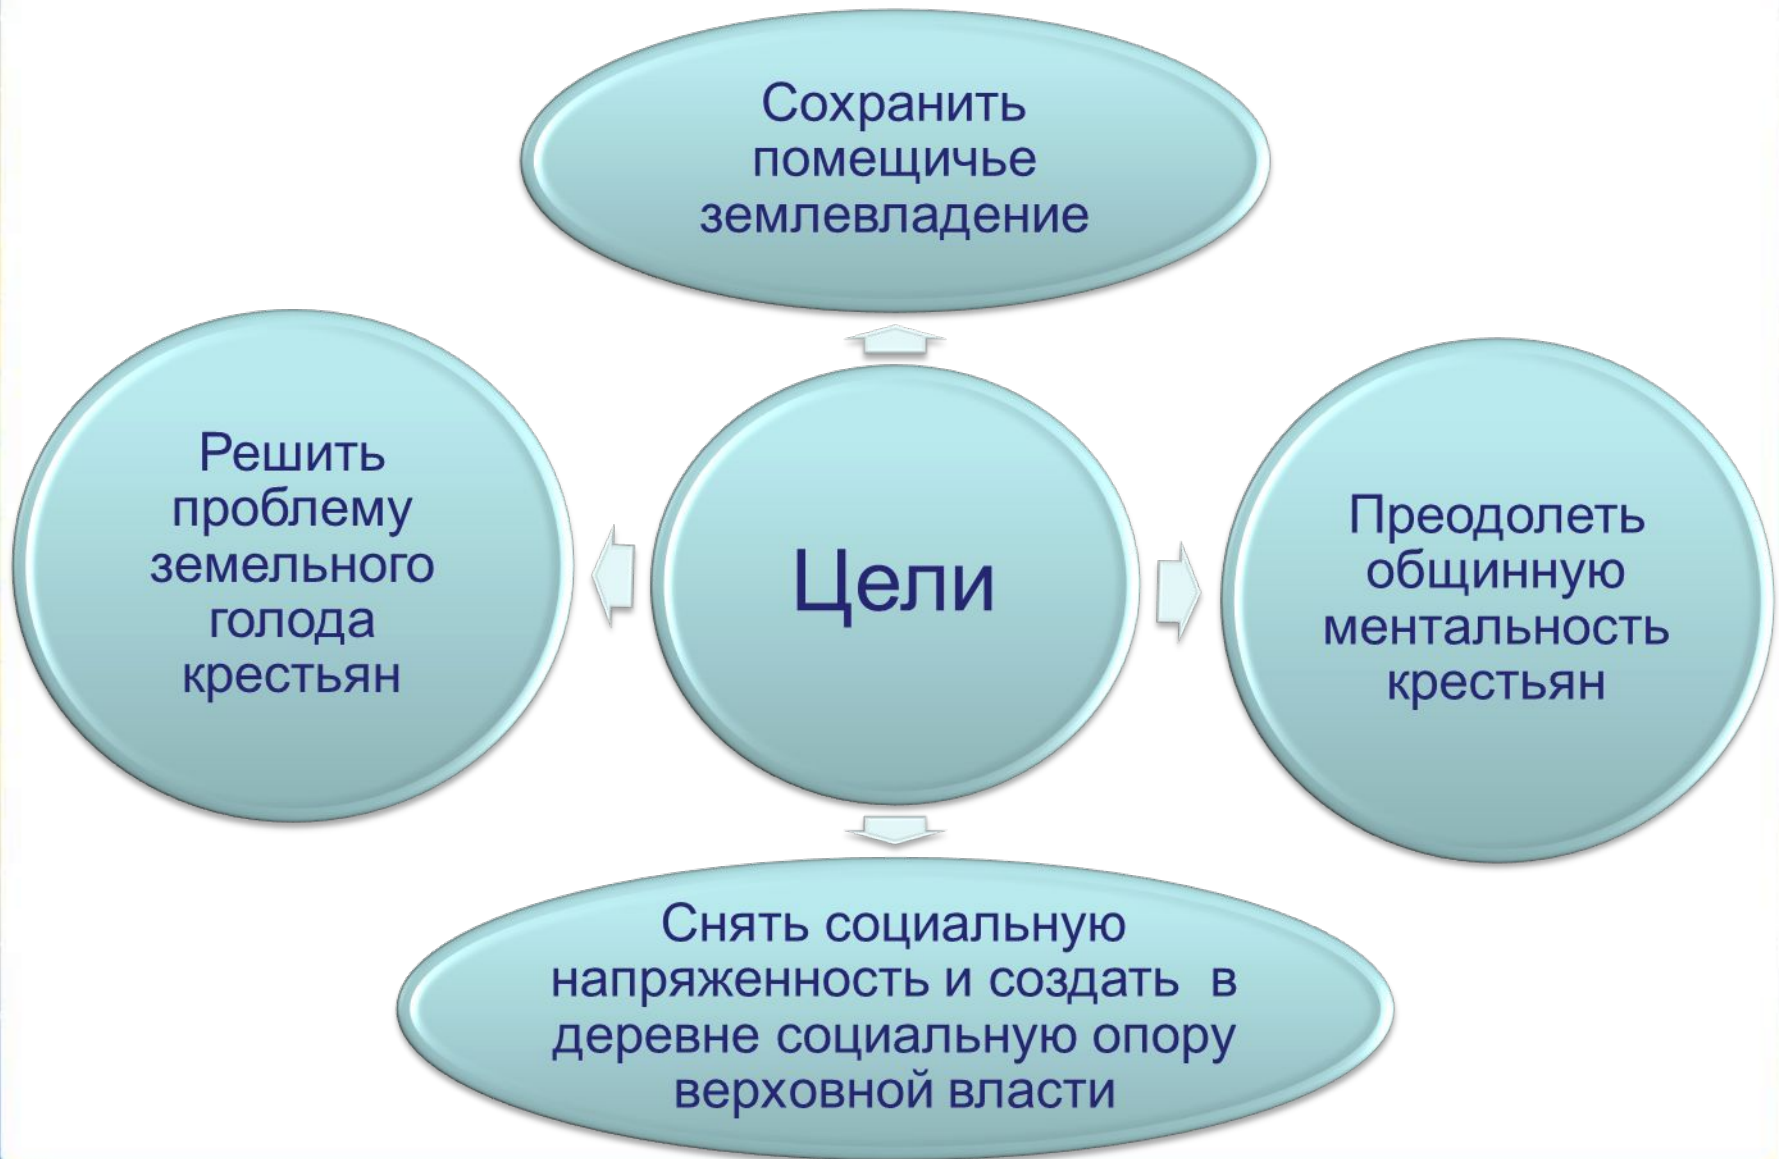 Сохранить
помещичье
землевладение
Решить
проблему
земельного
голода
крестьян
Цели
Преодолеть
общинную
ментальность
крестьян
Снять социальную
напряженность и создать  в
деревне социальную опору
верховной власти